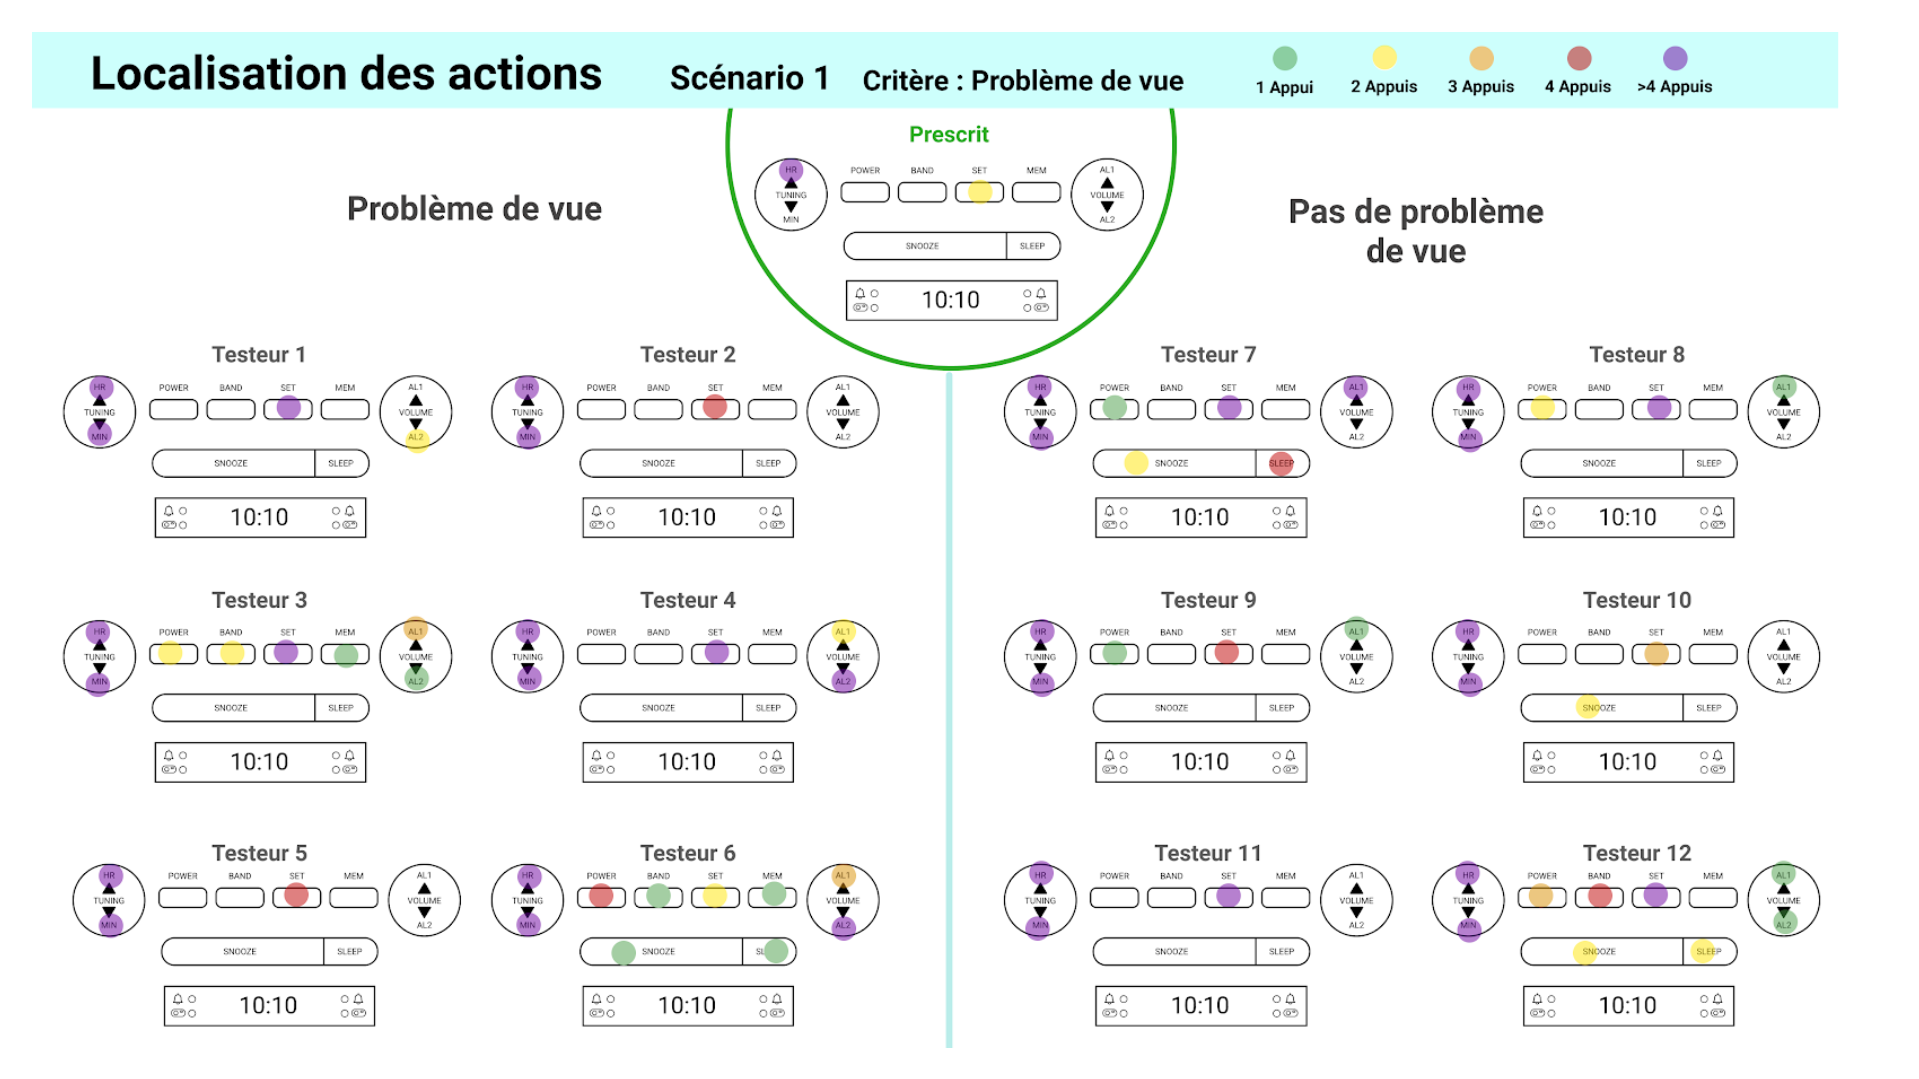 Localisation des actions
Scénario 1
Critère : Problème de vue
1 Appui
2 Appuis
3 Appuis
4 Appuis
>4 Appuis
Prescrit
HR
TUNING
MIN
POWER
BAND
SET
MEM
AL1
VOLUME
AL2
SNOOZE
SLEEP
10:10
Problème de vue
Pas de problème
de vue
Testeur 1
HR
TUNING
MIN
POWER
BAND
SET
MEM
AL1
VOLUME
AL2
SNOOZE
SLEEP
10:10
Testeur 2
HR
TUNING
MIN
POWER
BAND
SET
MEM
AL1
VOLUME
AL2
SNOOZE
SLEEP
10:10
Testeur 7
HR
TUNING
MIN
POWER
BAND
SET
MEM
AL1
VOLUME
AL2
SNOOZE
SLEEP
10:10
Testeur 8
HR
TUNING
MIN
POWER
BAND
SET
MEM
AL1
VOLUME
AL2
SNOOZE
SLEEP
10:10
Testeur 3
HR
TUNING
MIN
POWER
BAND
SET
MEM
AL1
VOLUME
AL2
SNOOZE
SLEEP
10:10
Testeur 4
HR
TUNING
MIN
POWER
BAND
SET
MEM
AL1
VOLUME
AL2
SNOOZE
SLEEP
10:10
Testeur 9
HR
TUNING
MIN
POWER
BAND
SET
MEM
AL1
VOLUME
AL2
SNOOZE
SLEEP
10:10
Testeur 10
HR
TUNING
MIN
POWER
BAND
SET
MEM
AL1
VOLUME
AL2
SNOOZE
SLEEP
10:10
Testeur 5
HR
TUNING
MIN
POWER
BAND
SET
MEM
AL1
VOLUME
AL2
SNOOZE
SLEEP
10:10
Testeur 6
HR
TUNING
MIN
POWER
BAND
SET
MEM
AL1
VOLUME
AL2
SNOOZE
SL
10:10
Testeur 11
HR
TUNING
MIN
POWER
BAND
SET
MEM
AL1
VOLUME
AL2
SNOOZE
SLEEP
10:10
Testeur 12
HR
TUNING
MIN
POWER
BAND
SET
MEM
AL1
VOLUME
AL2
SNOOZE
SLEEP
10:10